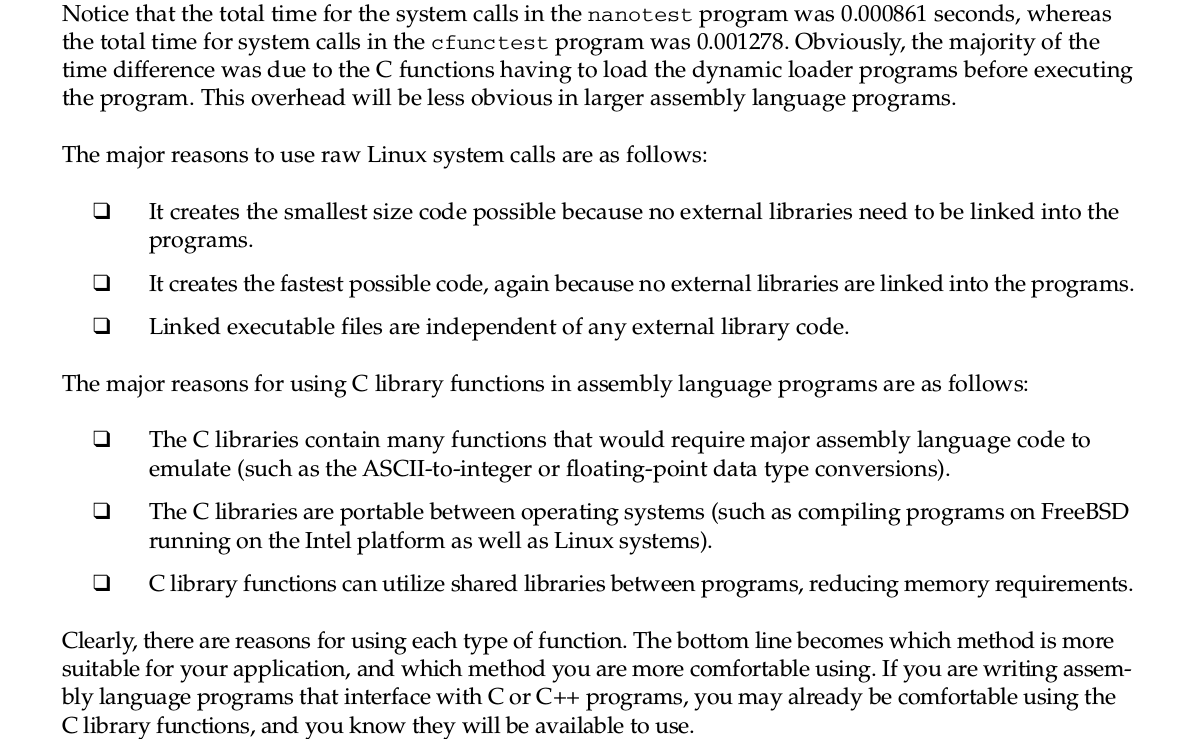 Notice that the total time for the system calls in the nanotest program was 0.000861 seconds, whereas
the total time for system calls in the cfunctest program was 0.001278. Obviously, the majority of the
time difference was due to the C functions having to load the dynamic loader programs before executing
the program. This overhead will be less obvious in larger assembly language programs.
The major reasons to use raw Linux system calls are as follows:
❑ It creates the smallest size code possible because no external libraries need to be linked into the
programs.
❑ It creates the fastest possible code, again because no external libraries are linked into the programs.
❑ Linked executable files are independent of any external library code.
The major reasons for using C library functions in assembly language programs are as follows:
❑ The C libraries contain many functions that would require major assembly language code to
emulate (such as the ASCII-to-integer or floating-point data type conversions).
❑ The C libraries are portable between operating systems (such as compiling programs on FreeBSD
running on the Intel platform as well as Linux systems).
❑ C library functions can utilize shared libraries between programs, reducing memory requirements.
Clearly, there are reasons for using each type of function. The bottom line becomes which method is more
suitable for your application, and which method you are more comfortable using. If you are writing assem-
bly language programs that interface with C or C++ programs, you may already be comfortable using the
C library functions, and you know they will be available to use.